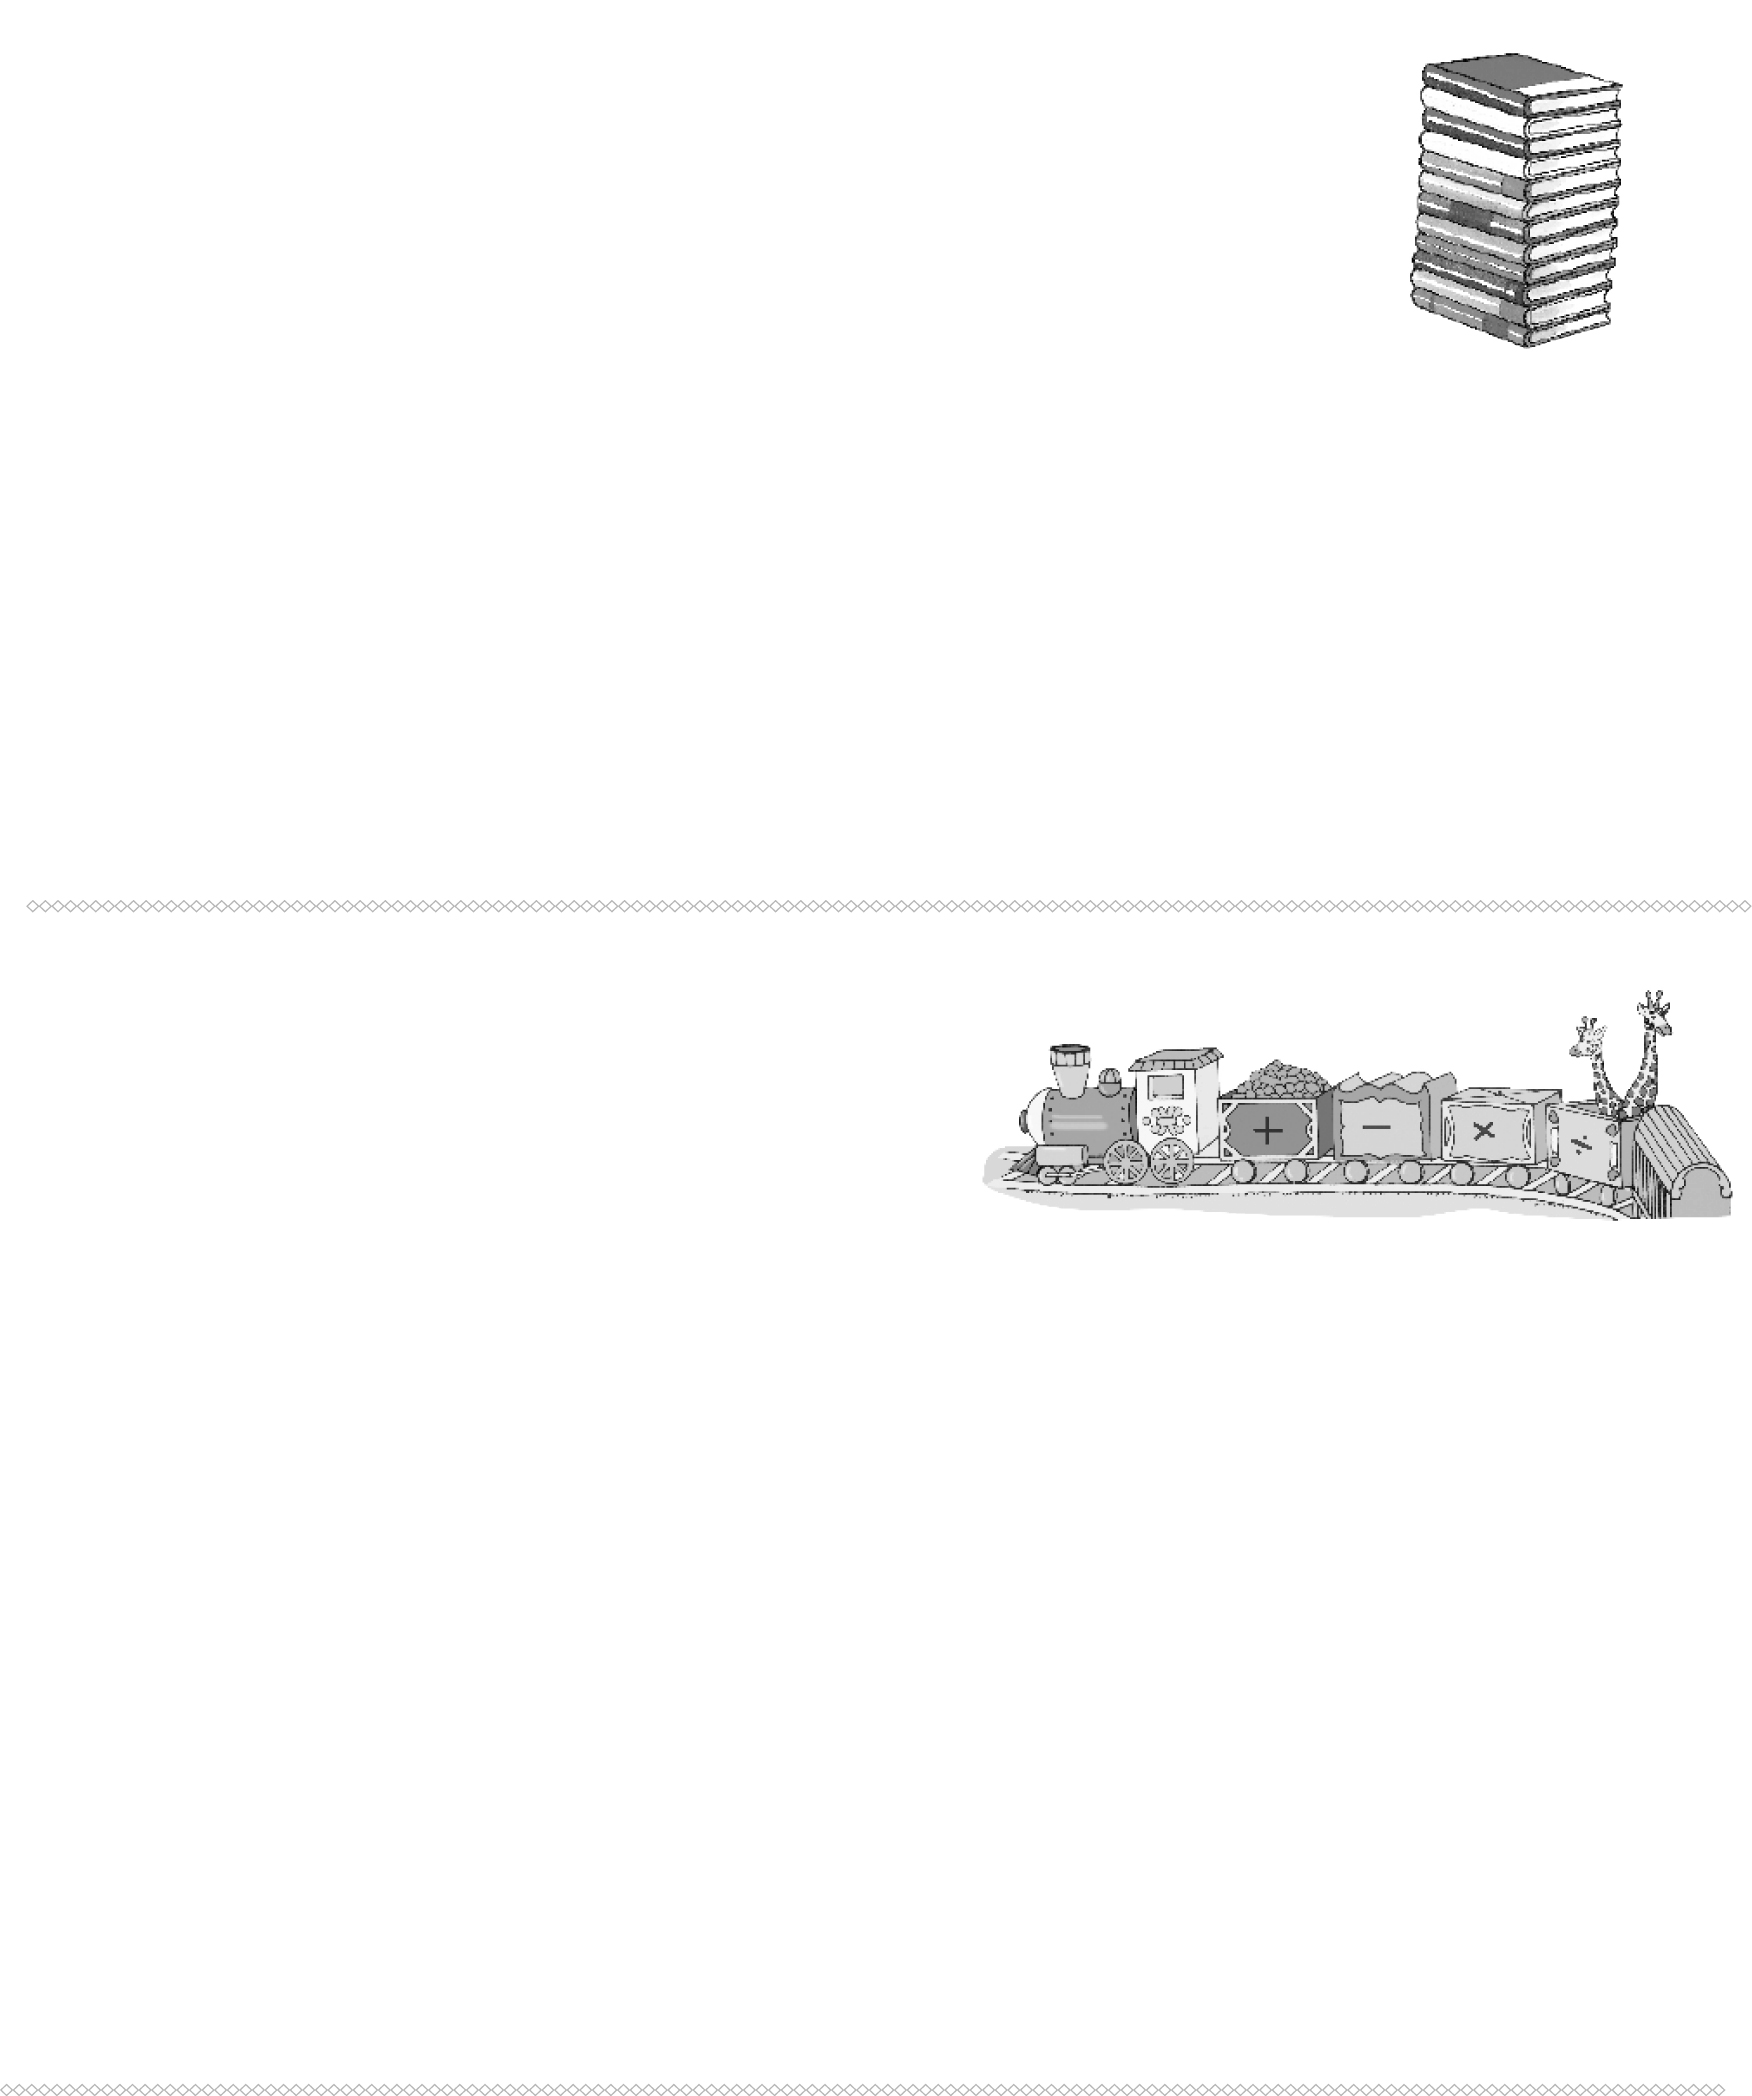 + − × ÷